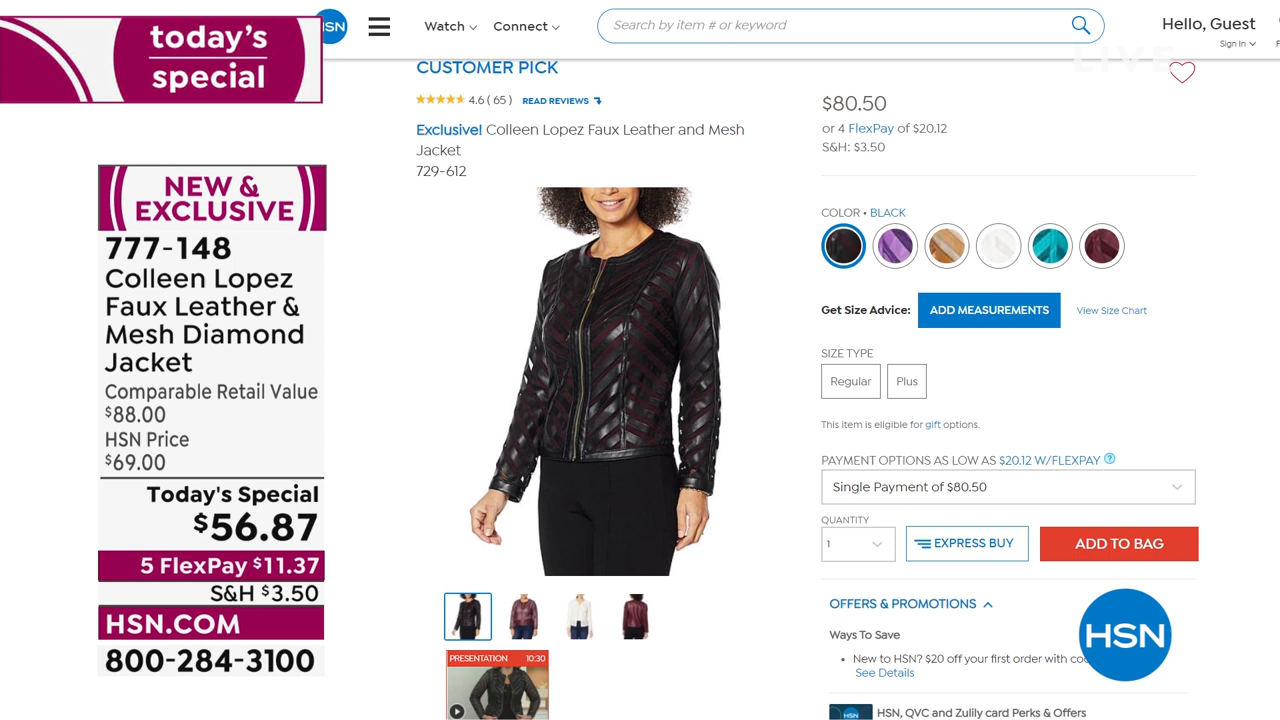 today's
special
HSN
Watch
Connect
Search by item # or keyword
Hello, Guest
Sign In
LIVE
NEW &
EXCLUSIVE
777-148
Colleen Lopez
Faux Leather &
Mesh Diamond
Jacket
Comparable Retail Value
$88.00
HSN Price
$69.00
Today's Special
$56.87
5 FlexPay $11.37
S&H $3.50
HSN.COM
800-284-3100
CUSTOMER PICK
4.6 ( 65 ) READ REVIEWS
Exclusive! Colleen Lopez Faux Leather and Mesh
Jacket
729-612
PRESENTATION 10:30
$80.50
or 4 FlexPay of $20.12
S&H: $3.50
COLOR • BLACK
Get Size Advice: ADD MEASUREMENTS View Size Chart
SIZE TYPE
Regular Plus
This item is eligible for gift options.
PAYMENT OPTIONS AS LOW AS $20.12 W/FLEXPAY ?
Single Payment of $80.50
QUANTITY
1 EXPRESS BUY ADD TO BAG
OFFERS & PROMOTIONS
Ways To Save
• New to HSN? $20 off your first order with
See Details
HSN
HSN HSN, QVC and Zulily card Perks & Offers